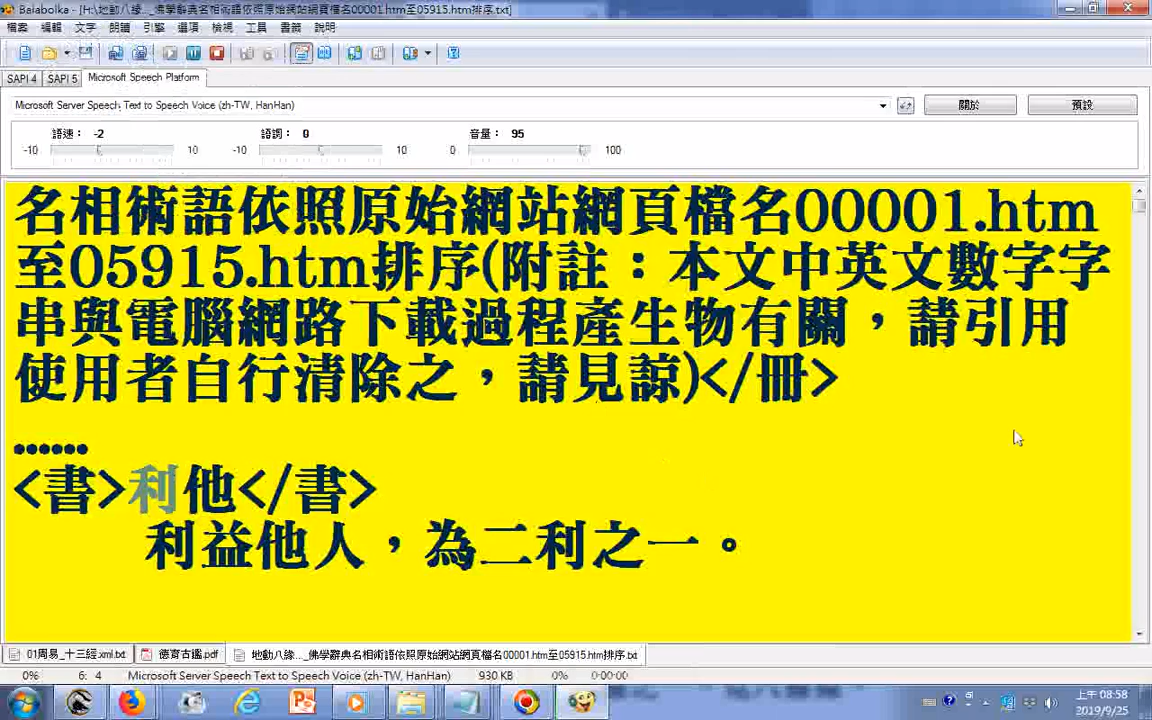 Balabolka - [H:\地動八緣..._佛學辭典名相術語依照原始網站網頁檔名00001.htm至05915.htm排序.txt]
檔案 編輯 文字 朗讀 引擎 選項 檢視 工具 書籤 說明
SAPI 4 SAPI 5 Microsoft Speech Platform
Microsoft Server Speech Text to Speech Voice (zh-TW, HanHan) 關於 預設
語速： -2 語調： 0 音量： 95
-10 10 -10 10 0 100
名相術語依照原始網站網頁檔名00001.htm
至05915.htm排序(附註：本文中英文數字字
串與電腦網路下載過程產生物有關，請引用
使用者自行清除之，請見諒)</冊>
......
<書>利他</書>
利益他人，為二利之一。
01周易_十三經.xml.txt 德育古鑑.pdf 地動八緣..._佛學辭典名相術語依照原始網站網頁檔名00001.htm至05915.htm排序.txt
0% 6: 4 Microsoft Server Speech Text to Speech Voice (zh-TW, HanHan) 930 KB 0% 0:00:00
上午 08:58
2019/9/25